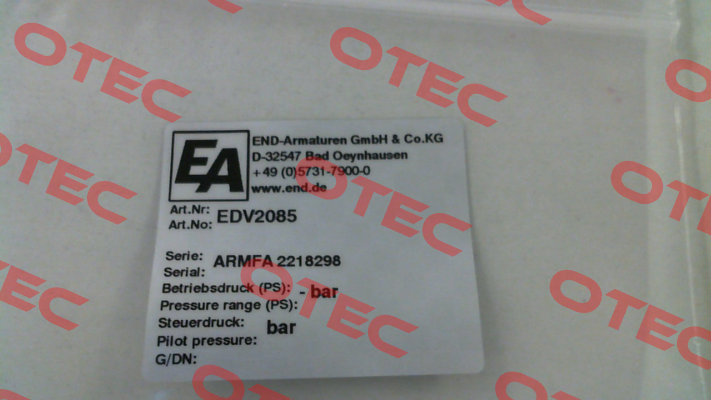 EA
END-Armaturen GmbH & Co.KG
D-32547 Bad Oeynhausen
+49 (0)5731-7900-0
www.end.de
Art.Nr:
Art.No: EDV2085
Serie: ARMFA 2218298
Serial:
Betriebsdruck (PS): - bar
Pressure range (PS):
Steuerdruck: bar
Pilot pressure:
G/DN:
OTEC
OTEC
OTEC
OTEC
OTEC
OTEC
OTEC
OTEC
OTEC
OTEC